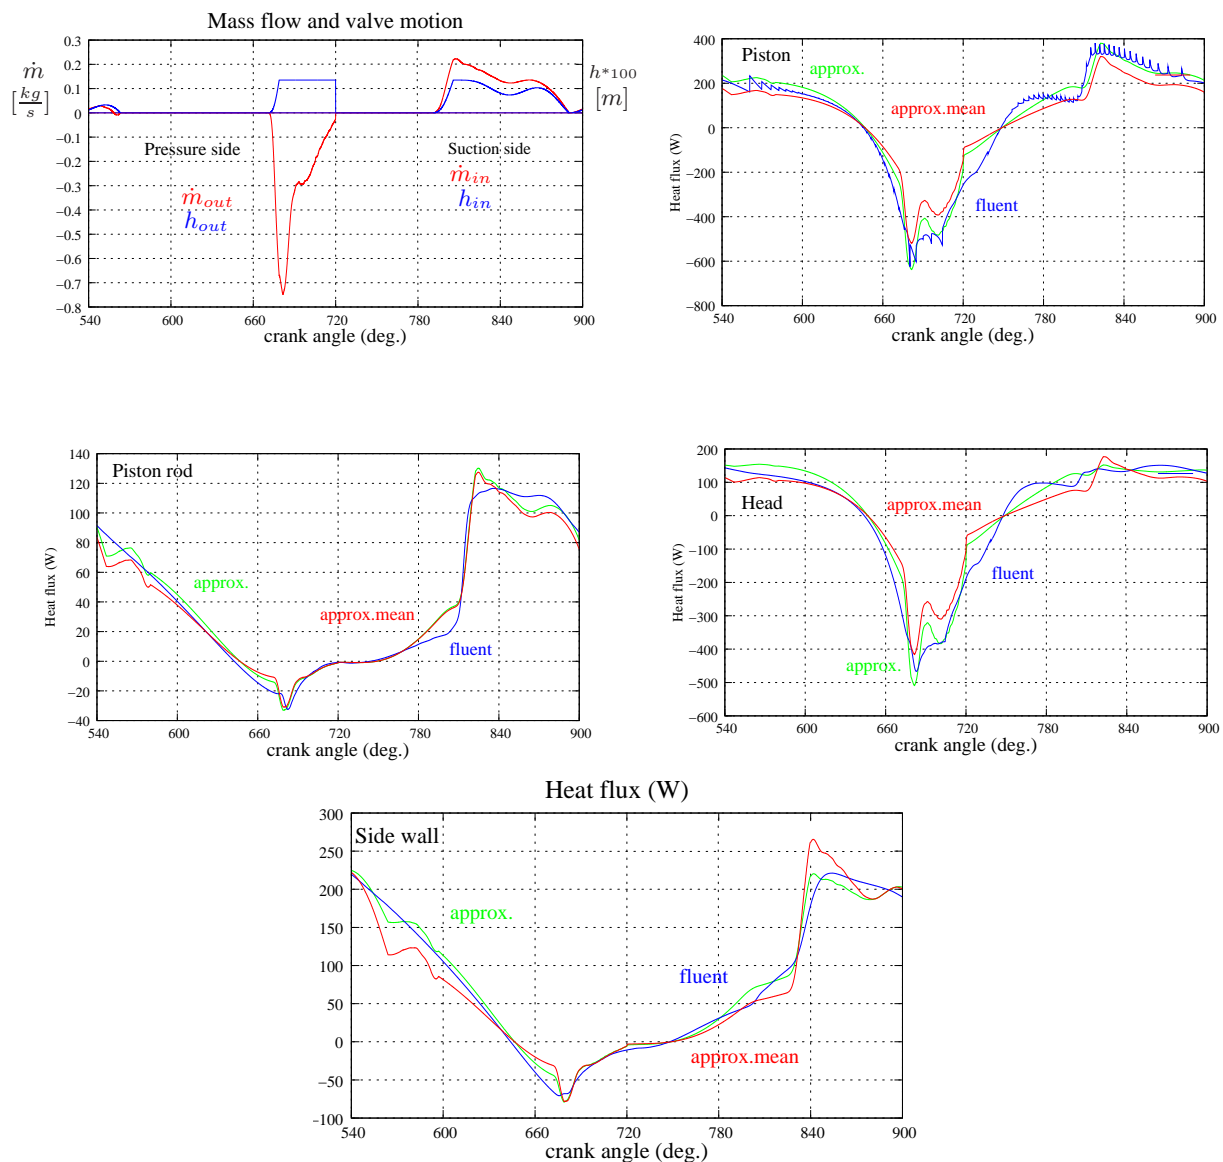 Mass flow and valve motion
0.3
0.2
0.1
0
−0.1
−0.2
−0.3
−0.4
−0.5
−0.6
−0.7
−0.8
ṁ
[kg/s]
h*100
[m]
Pressure side
Suction side
ṁout
hout
ṁin
hin
540 600 660 720 780 840 900
crank angle (deg.)
400
200
0
−200
−400
−600
−800
Heat flux (W)
Piston
approx.
approx.mean
fluent
540 600 660 720 780 840 900
crank angle (deg.)
140
120
100
80
60
40
20
0
−20
−40
Heat flux (W)
Piston rod
approx.
approx.mean
fluent
540 600 660 720 780 840 900
crank angle (deg.)
200
100
0
−100
−200
−300
−400
−500
−600
Heat flux (W)
Head
approx.mean
fluent
approx.
540 600 660 720 780 840 900
crank angle (deg.)
Heat flux (W)
300
250
200
150
100
50
0
−50
−100
Side wall
approx.
fluent
approx.mean
540 600 660 720 780 840 900
crank angle (deg.)